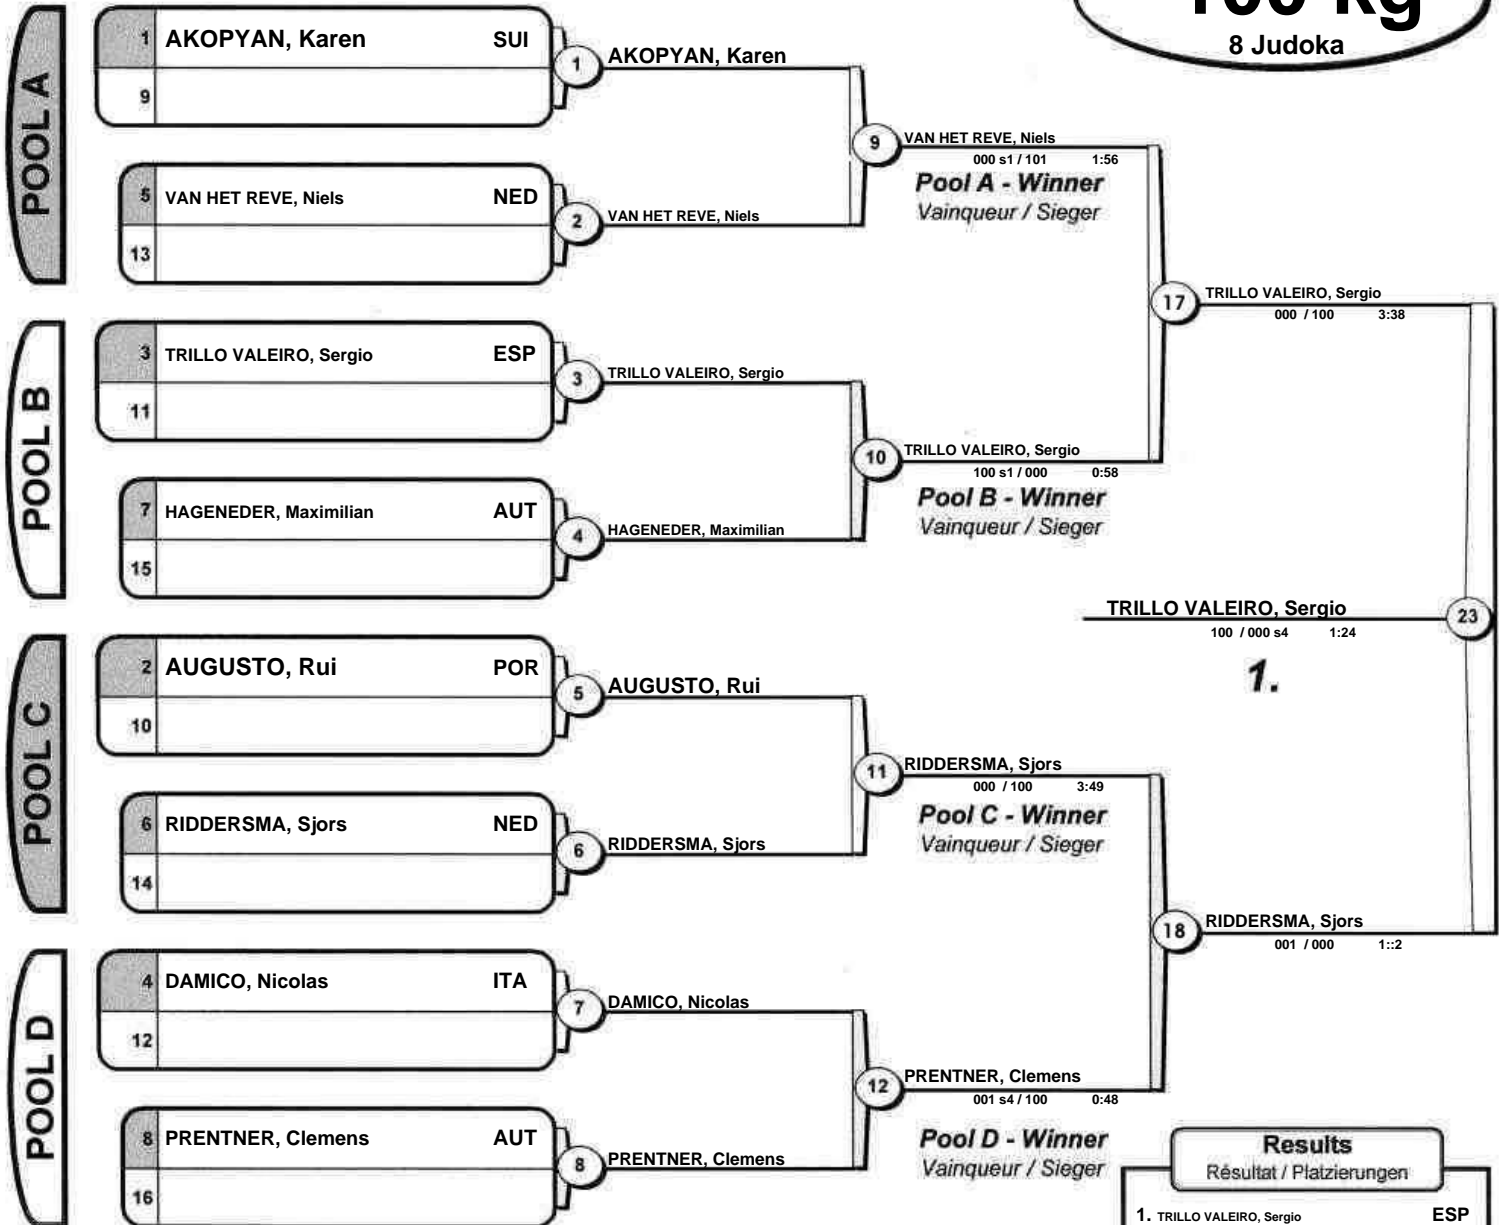 100 kg
8 Judoka
POOL A
1 AKOPYAN, Karen SUI
9
1 AKOPYAN, Karen
5 VAN HET REVE, Niels NED
13
2 VAN HET REVE, Niels
9 VAN HET REVE, Niels
000 s1 / 101 1:56
Pool A - Winner
Vainqueur / Sieger
POOL B
3 TRILLO VALEIRO, Sergio ESP
11
3 TRILLO VALEIRO, Sergio
7 HAGENEDER, Maximilian AUT
15
4 HAGENEDER, Maximilian
10 TRILLO VALEIRO, Sergio
100 s1 / 000 0:58
Pool B - Winner
Vainqueur / Sieger
17 TRILLO VALEIRO, Sergio
000 / 100 3:38
TRILLO VALEIRO, Sergio 23
100 / 000 s4 1:24
1.
POOL C
2 AUGUSTO, Rui POR
10
5 AUGUSTO, Rui
6 RIDDERSMA, Sjors NED
14
6 RIDDERSMA, Sjors
11 RIDDERSMA, Sjors
000 / 100 3:49
Pool C - Winner
Vainqueur / Sieger
18 RIDDERSMA, Sjors
001 / 000 1::2
POOL D
4 DAMICO, Nicolas ITA
12
7 DAMICO, Nicolas
8 PRENTNER, Clemens AUT
16
8 PRENTNER, Clemens
12 PRENTNER, Clemens
001 s4 / 100 0:48
Pool D - Winner
Vainqueur / Sieger
Results
Résultat / Platzierungen
1. TRILLO VALEIRO, Sergio ESP